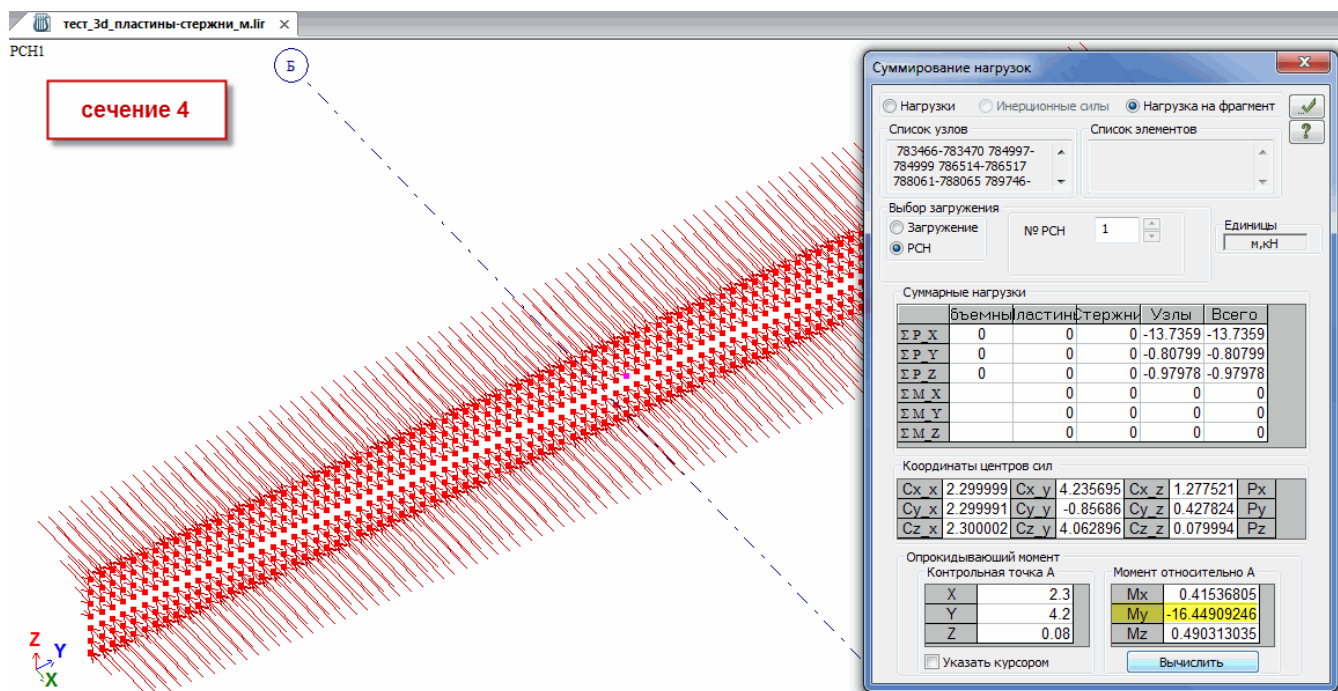 тест_3d_пластины-стержни_м.lir
РСН1
Б
сечение 4
Z
Y
X
Суммирование нагрузок
Нагрузки Инерционные силы Нагрузка на фрагмент
Список узлов Список элементов
783466-783470 784997-
784999 786514-786517
788061-788065 789746-
Выбор загружения
Загружение
РСН
№ РСН 1
Единицы
м,кН
Суммарные нагрузки
бъемны ластин Стержни Узлы Всего
Σ P_X 0 0 0 -13.7359 -13.7359
Σ P_Y 0 0 0 -0.80799 -0.80799
Σ P_Z 0 0 0 -0.97978 -0.97978
Σ M_X 0 0 0 0
Σ M_Y 0 0 0 0
Σ M_Z 0 0 0 0
Координаты центров сил
Cx_x 2.299999 Cx_y 4.235695 Cx_z 1.277521 Px
Cy_x 2.299991 Cy_y -0.85686 Cy_z 0.427824 Py
Cz_x 2.300002 Cz_y 4.062896 Cz_z 0.079994 Pz
Опрокидывающий момент
Контрольная точка А
X 2.3
Y 4.2
Z 0.08
Указать курсором
Момент относительно А
Mx 0.41536805
My -16.44909246
Mz 0.490313035
Вычислить